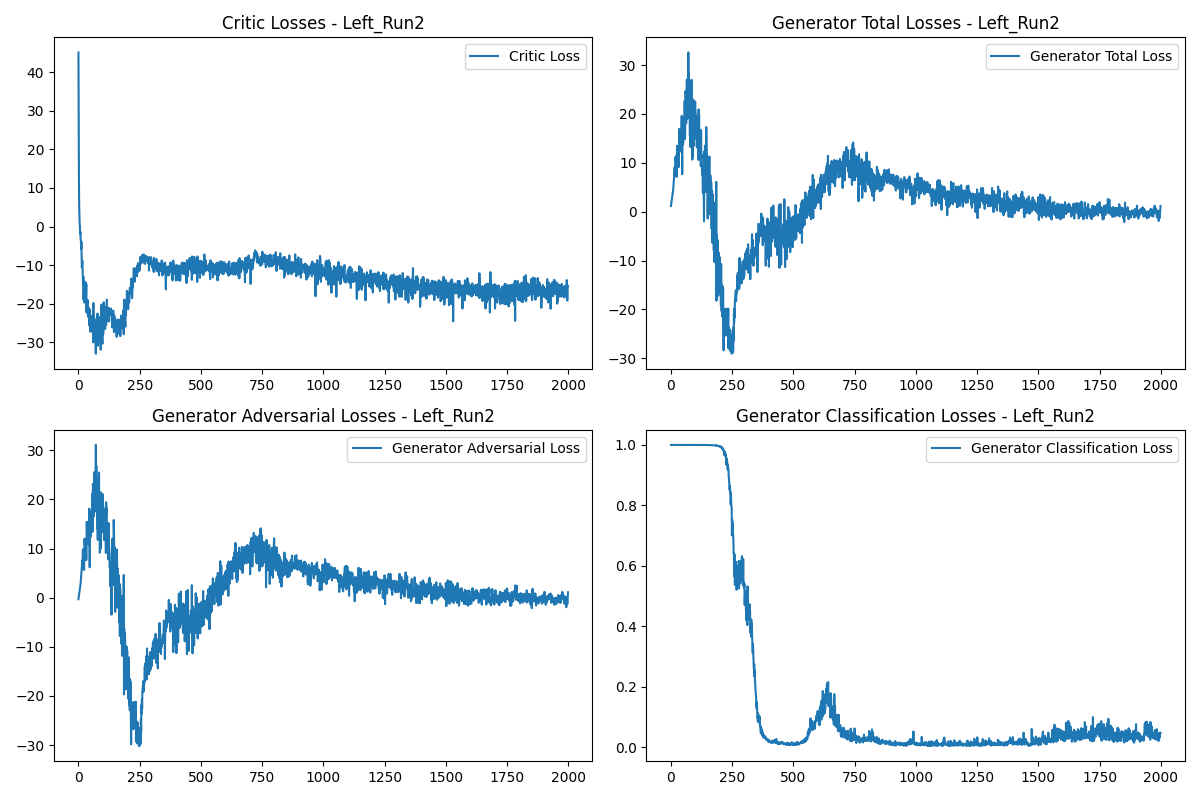 Critic Losses - Left_Run2
Critic Loss
40
30
20
10
0
−10
−20
−30
0 250 500 750 1000 1250 1500 1750 2000
Generator Total Losses - Left_Run2
Generator Total Loss
30
20
10
0
−10
−20
−30
0 250 500 750 1000 1250 1500 1750 2000
Generator Adversarial Losses - Left_Run2
Generator Adversarial Loss
30
20
10
0
−10
−20
−30
0 250 500 750 1000 1250 1500 1750 2000
Generator Classification Losses - Left_Run2
Generator Classification Loss
1.0
0.8
0.6
0.4
0.2
0.0
0 250 500 750 1000 1250 1500 1750 2000